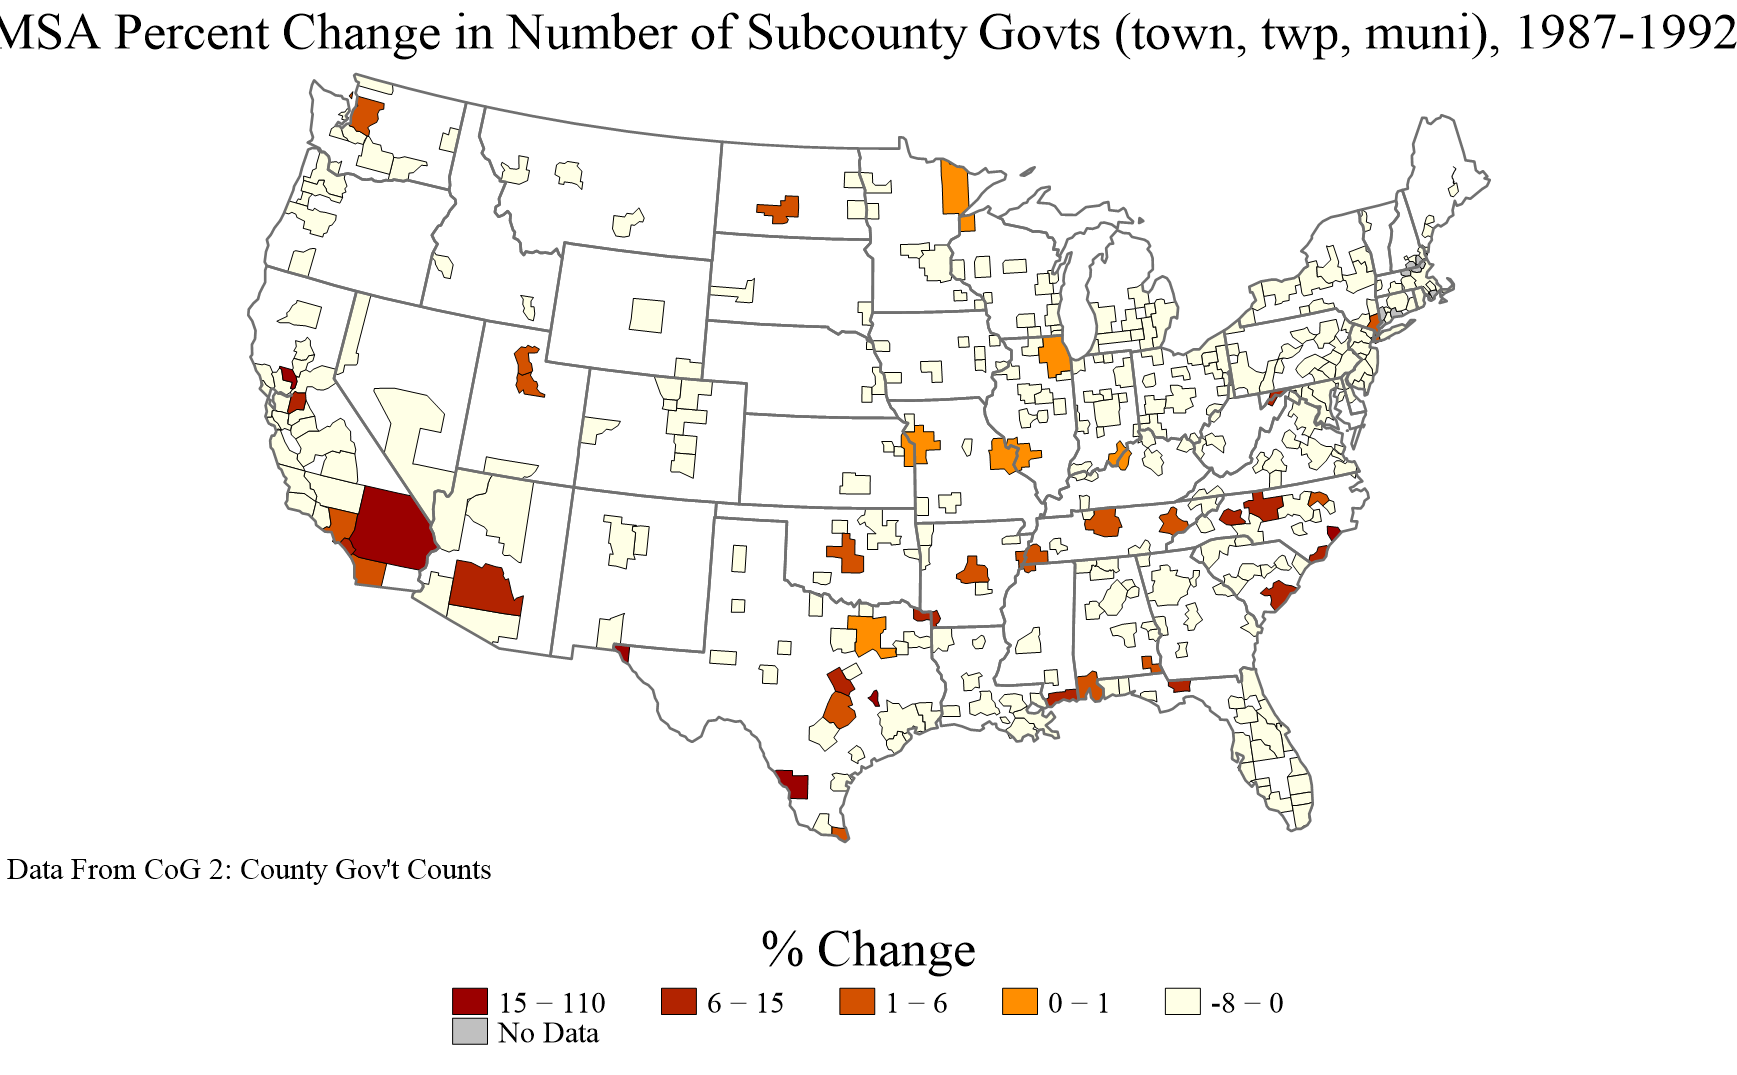 MSA Percent Change in Number of Subcounty Govts (town, twp, muni), 1987-1992
Data From CoG 2: County Gov't Counts
% Change
15 – 110 6 – 15 1 – 6 0 – 1 -8 – 0
No Data